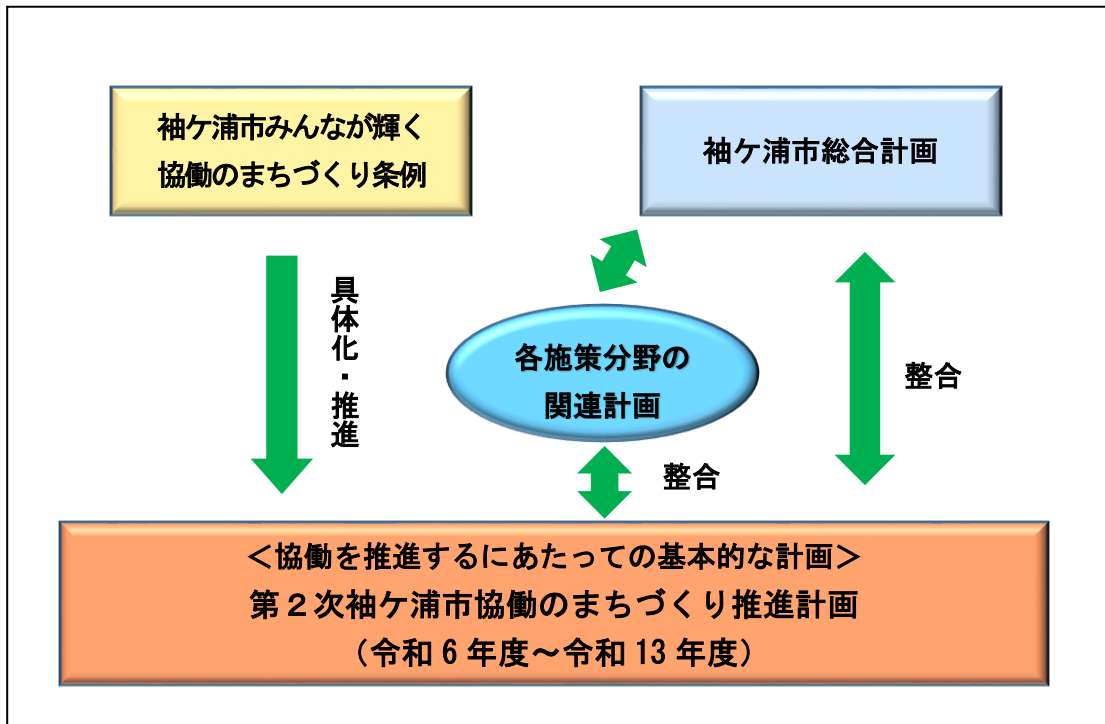 袖ケ浦市みんなが輝く
協働のまちづくり条例
袖ケ浦市総合計画
具体化・推進
各施策分野の
関連計画
整合
整合
＜協働を推進するにあたっての基本的な計画＞
第２次袖ケ浦市協働のまちづくり推進計画
（令和 6 年度～令和 13 年度）